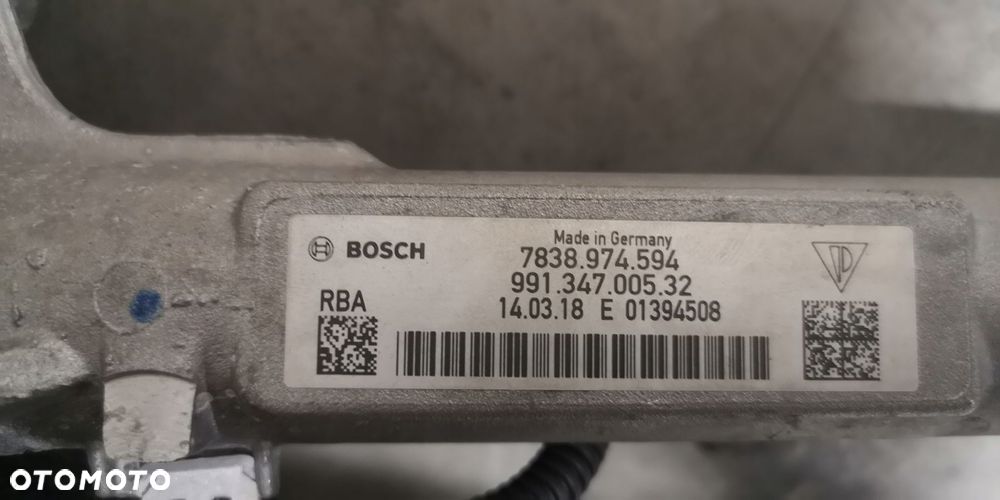 BOSCH
Made in Germany
7838.974.594
991.347.005.32
RBA
14.03.18 E 01394508
OTOMOTO